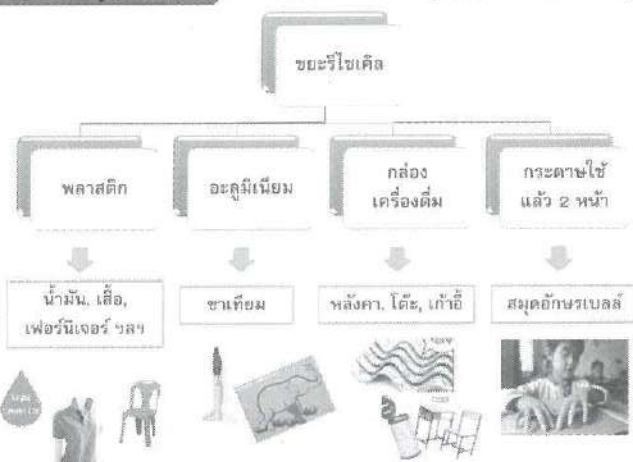 ขยะรีไซเคิล
พลาสติก
อะลูมิเนียม
กล่อง
เครื่องดื่ม
กระดาษใช้
แล้ว 2 หน้า
น้ำมัน, เสื้อ,
เฟอร์นิเจอร์ ฯลฯ
ขาเทียม
หลังคา, โต๊ะ, เก้าอี้
สมุดอักษรเบลล์